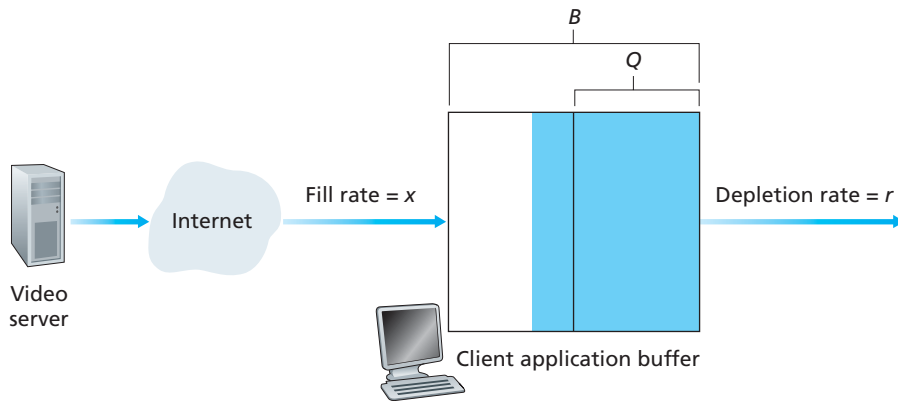 B
Q
Fill rate = x
Depletion rate = r
Internet
Video
server
Client application buffer